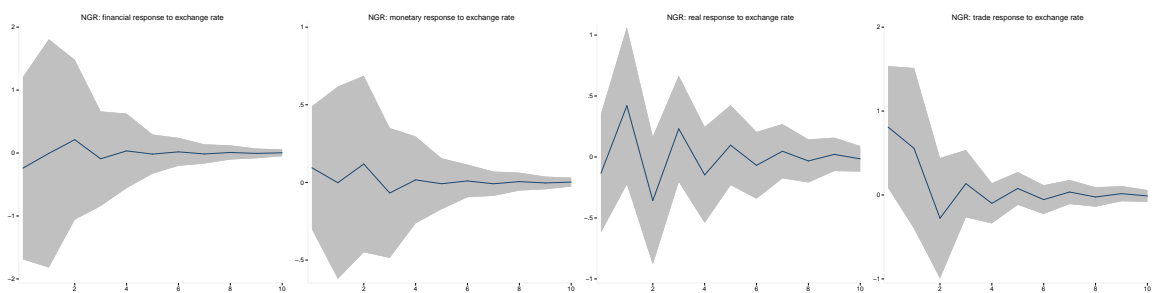 NGR: financial response to exchange rate
2
1
0
−1
−2
2 4 6 8 10
NGR: monetary response to exchange rate
1
.5
0
−.5
2 4 6 8 10
NGR: real response to exchange rate
1
.5
0
−.5
−1
2 4 6 8 10
NGR: trade response to exchange rate
2
1
0
−1
2 4 6 8 10